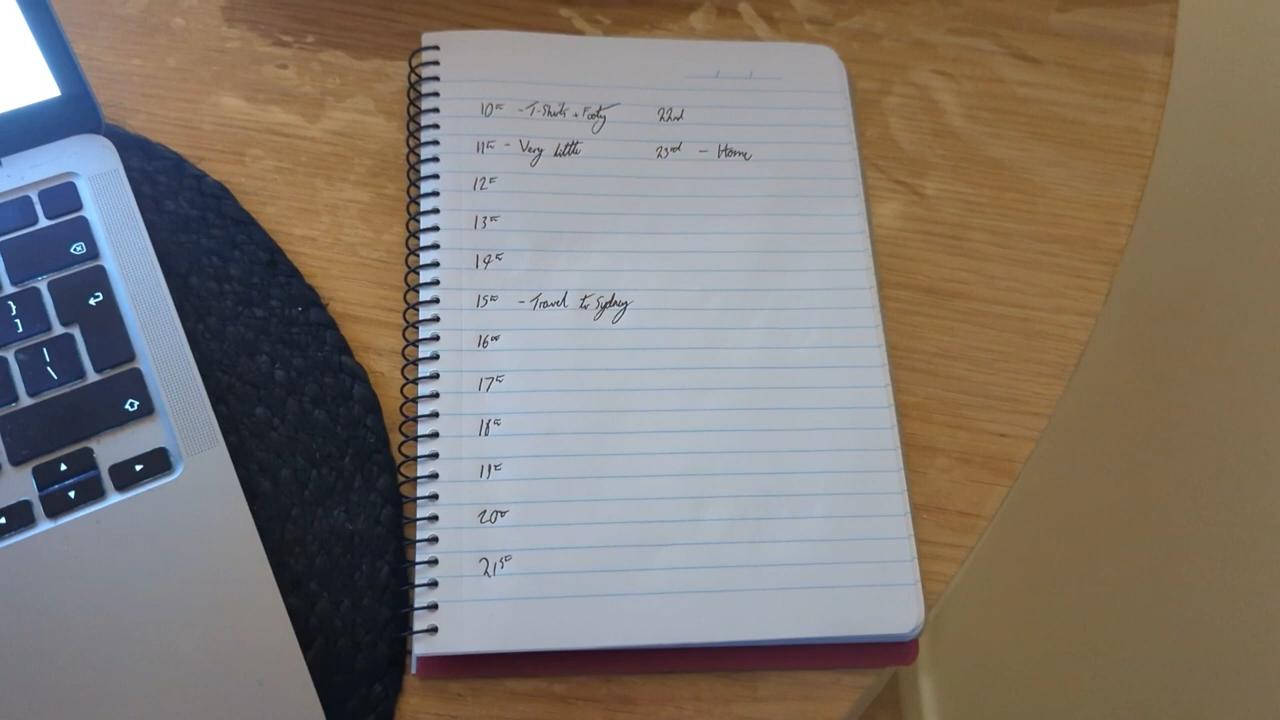 10th - T-Shirts + Footy
11th - Very little
12th
13th
14th
15th - Travel to Sydney
16th
17th
18th
19th
20th
21st
22nd
23rd - Home